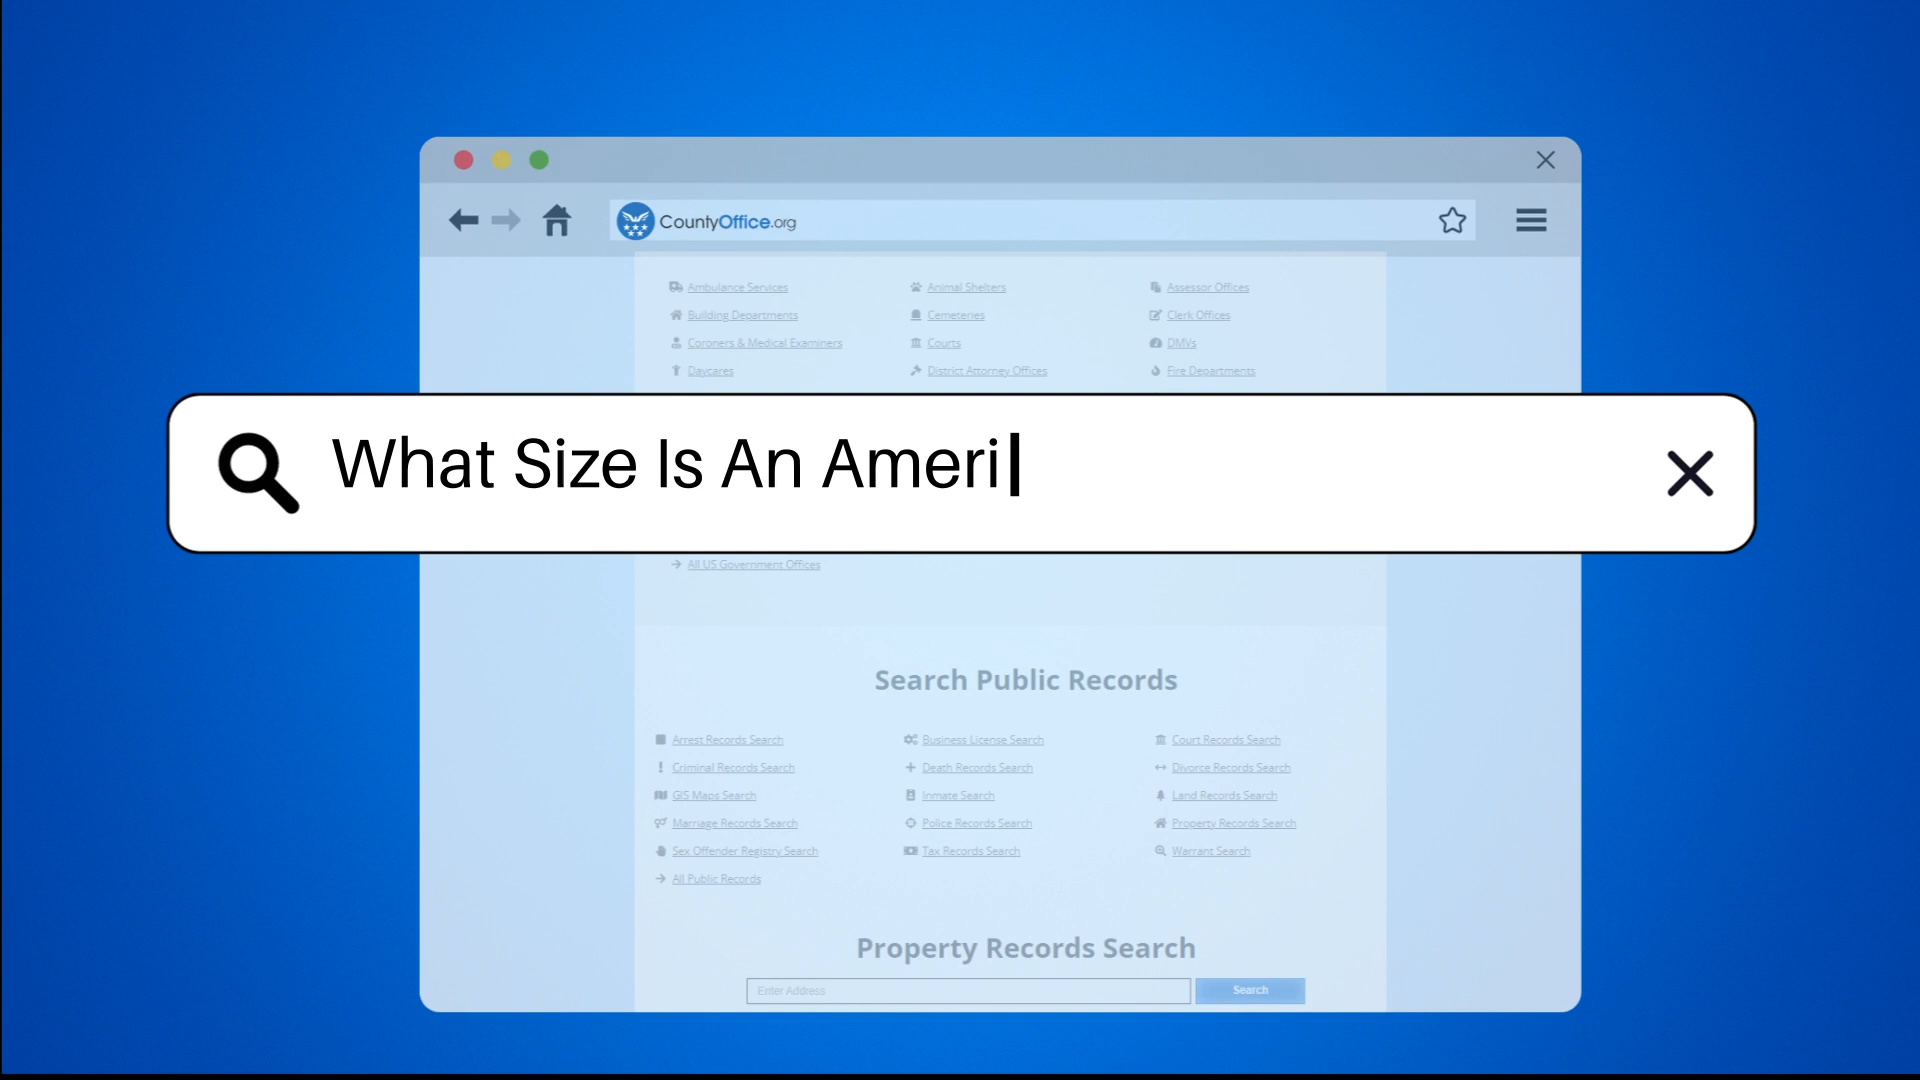 CountyOffice.org
Ambulance Services Animal Shelters Assessor Offices
Building Departments Cemeteries Clerk Offices
Coroners & Medical Examiners Courts DMVs
Daycares District Attorney Offices Fire Departments
What Size Is An Ameri
All US Government Offices
Search Public Records
Arrest Records Search Business License Search Court Records Search
Criminal Records Search Death Records Search Divorce Records Search
GIS Maps Search Inmate Search Land Records Search
Marriage Records Search Police Records Search Property Records Search
Sex Offender Registry Search Tax Records Search Warrant Search
All Public Records
Property Records Search
Enter Address Search